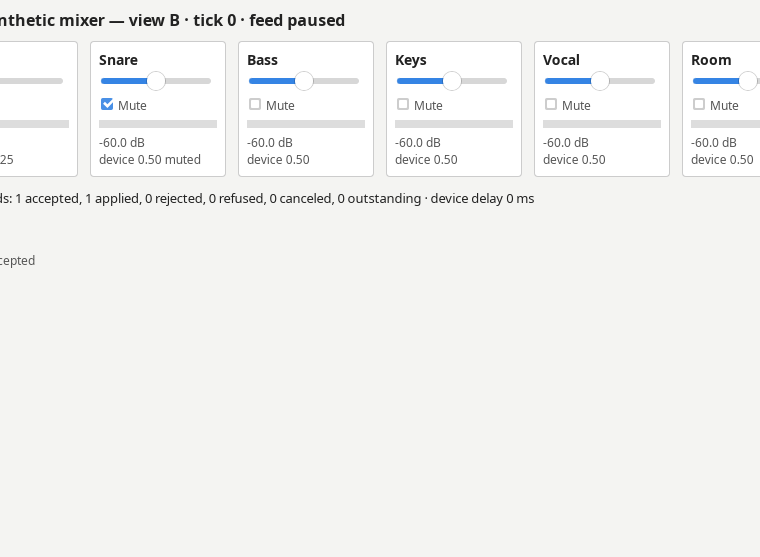 nthetic mixer — view B · tick 0 · feed paused
Snare
Bass
Keys
Vocal
Room
Mute
Mute
Mute
Mute
Mute
-60.0 dB
-60.0 dB
-60.0 dB
-60.0 dB
-60.0 dB
25
device 0.50 muted
device 0.50
device 0.50
device 0.50
device 0.50
ds: 1 accepted, 1 applied, 0 rejected, 0 refused, 0 canceled, 0 outstanding · device delay 0 ms
cepted